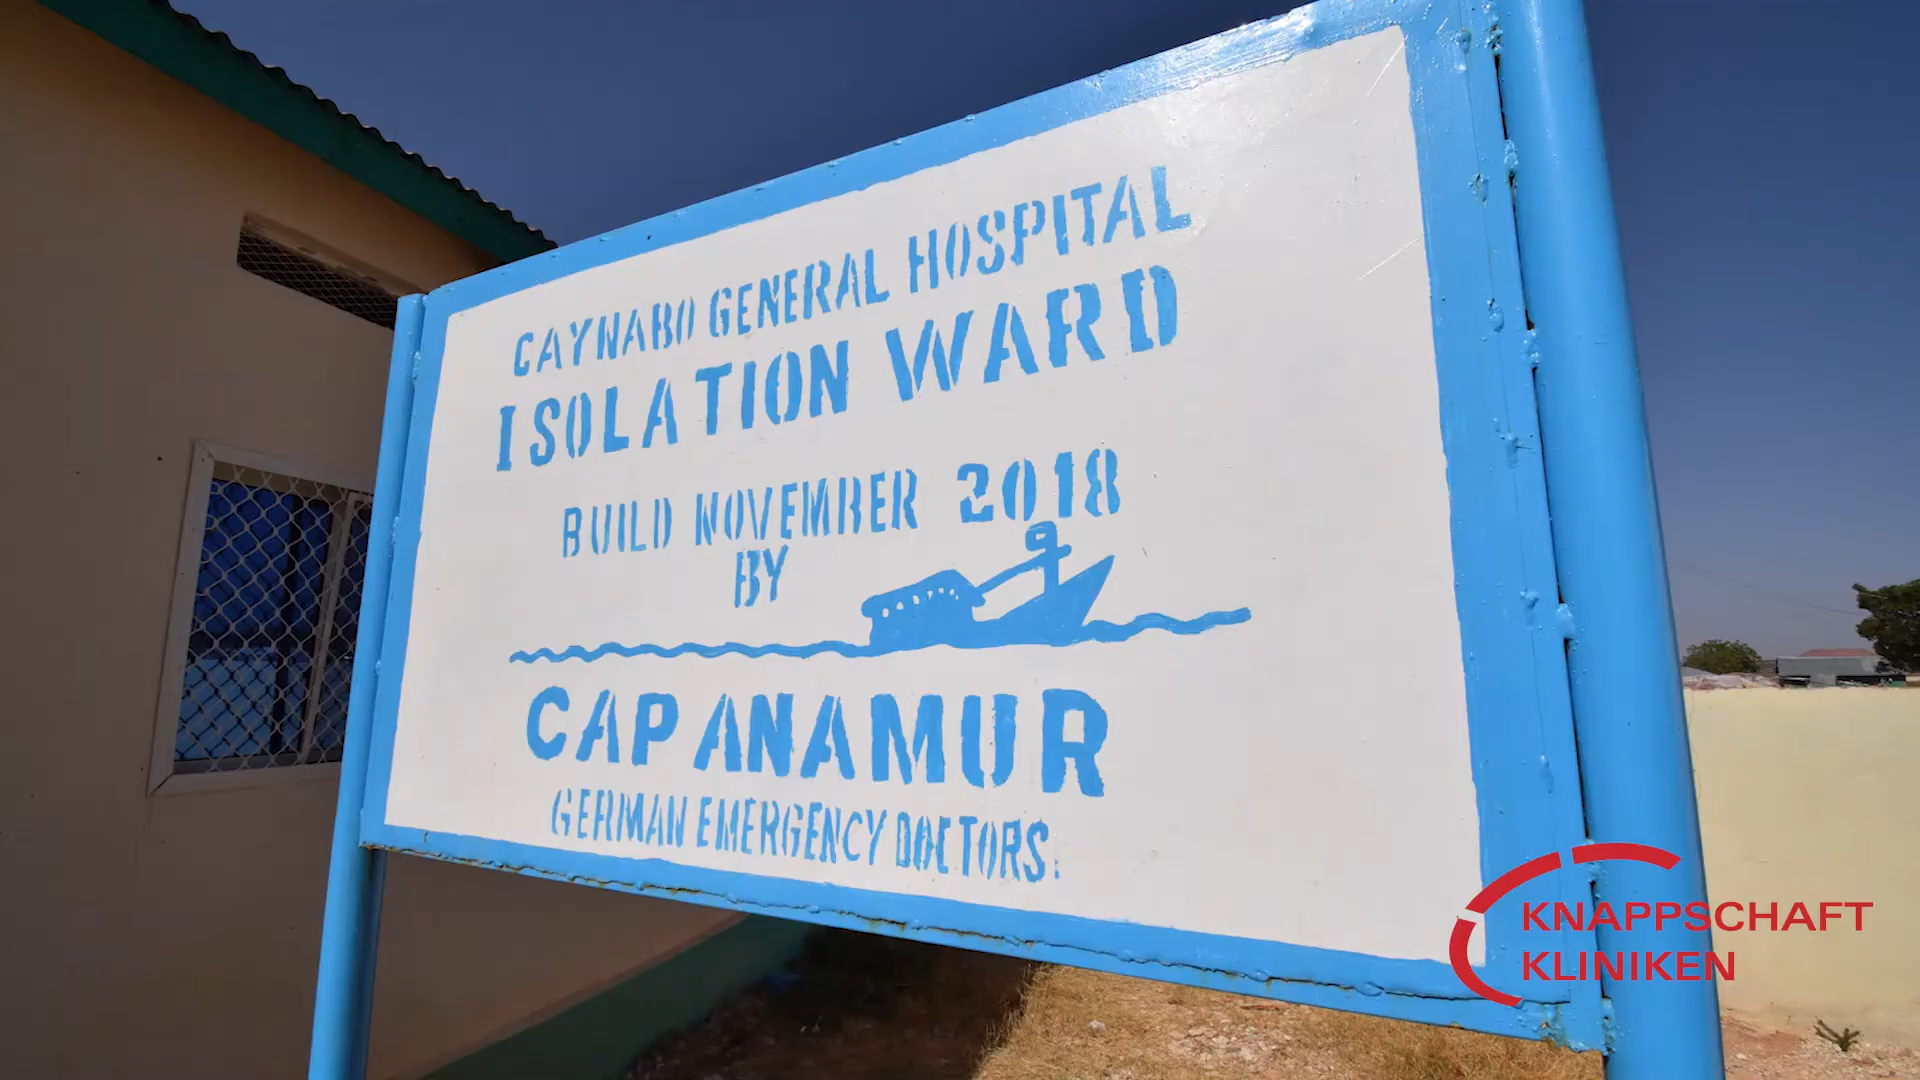 CAYNABO GENERAL HOSPITAL
ISOLATION WARD
BUILD NOVEMBER 2018
BY
CAP ANAMUR
GERMAN EMERGENCY DOCTORS.
KNAPPSCHAFT
KLINIKEN